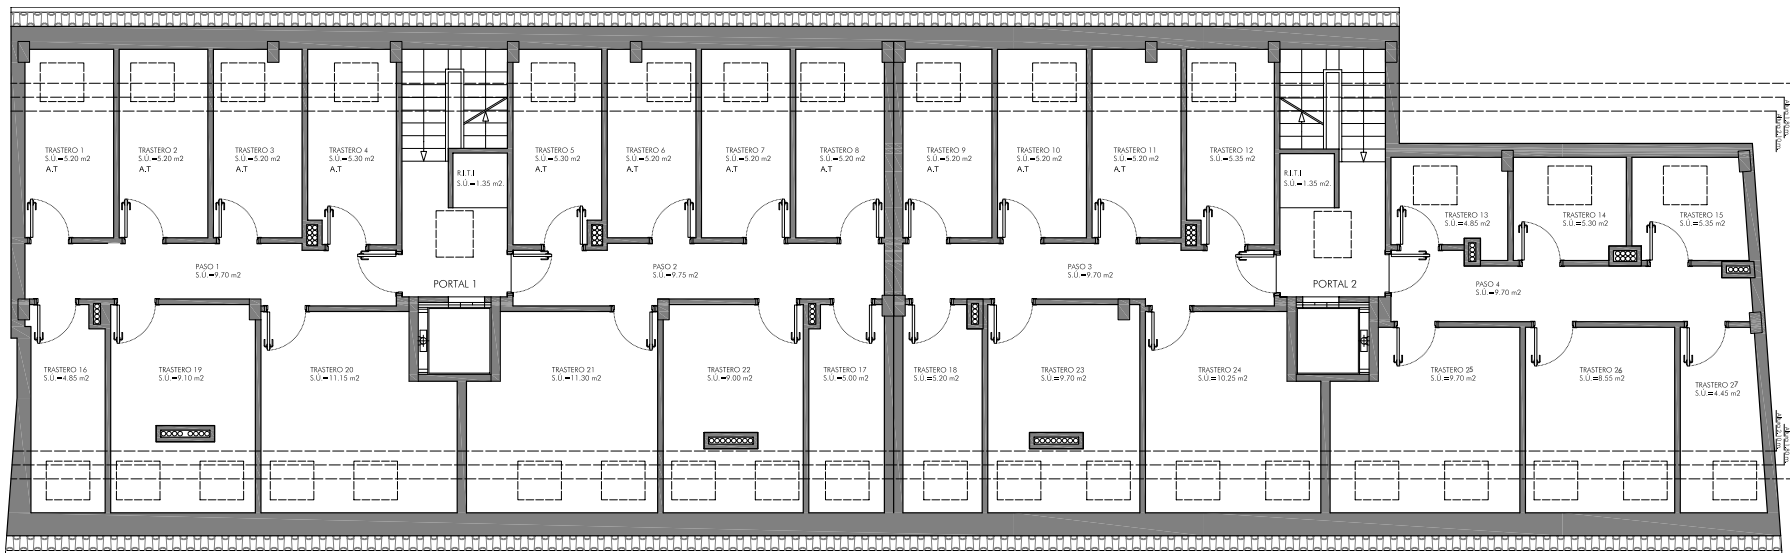 TRASTERO 1
S.Ú.=5.20 m2
A.T
TRASTERO 2
S.Ú.=5.20 m2
A.T
TRASTERO 3
S.Ú.=5.20 m2
A.T
TRASTERO 4
S.Ú.=5.30 m2
A.T
R.I.T.I
S.Ú.=1.35 m2.
TRASTERO 5
S.Ú.=5.30 m2
A.T
TRASTERO 6
S.Ú.=5.20 m2
A.T
TRASTERO 7
S.Ú.=5.20 m2
A.T
TRASTERO 8
S.Ú.=5.20 m2
A.T
TRASTERO 9
S.Ú.=5.20 m2
A.T
TRASTERO 10
S.Ú.=5.20 m2
A.T
TRASTERO 11
S.Ú.=5.20 m2
A.T
TRASTERO 12
S.Ú.=5.35 m2
A.T
R.I.T.I
S.Ú.=1.35 m2.
TRASTERO 13
S.Ú.=4.85 m2
TRASTERO 14
S.Ú.=5.30 m2
TRASTERO 15
S.Ú.=5.35 m2
PASO 1
S.Ú.=9.70 m2
PORTAL 1
PASO 2
S.Ú.=9.75 m2
PASO 3
S.Ú.=9.70 m2
PORTAL 2
PASO 4
S.Ú.=9.70 m2
TRASTERO 16
S.Ú.=4.85 m2
TRASTERO 19
S.Ú.=9.10 m2
TRASTERO 20
S.Ú.=11.15 m2
TRASTERO 21
S.Ú.=11.30 m2
TRASTERO 22
S.Ú.=9.00 m2
TRASTERO 17
S.Ú.=5.00 m2
TRASTERO 18
S.Ú.=5.20 m2
TRASTERO 23
S.Ú.=9.70 m2
TRASTERO 24
S.Ú.=10.25 m2
TRASTERO 25
S.Ú.=9.70 m2
TRASTERO 26
S.Ú.=8.55 m2
TRASTERO 27
S.Ú.=4.45 m2